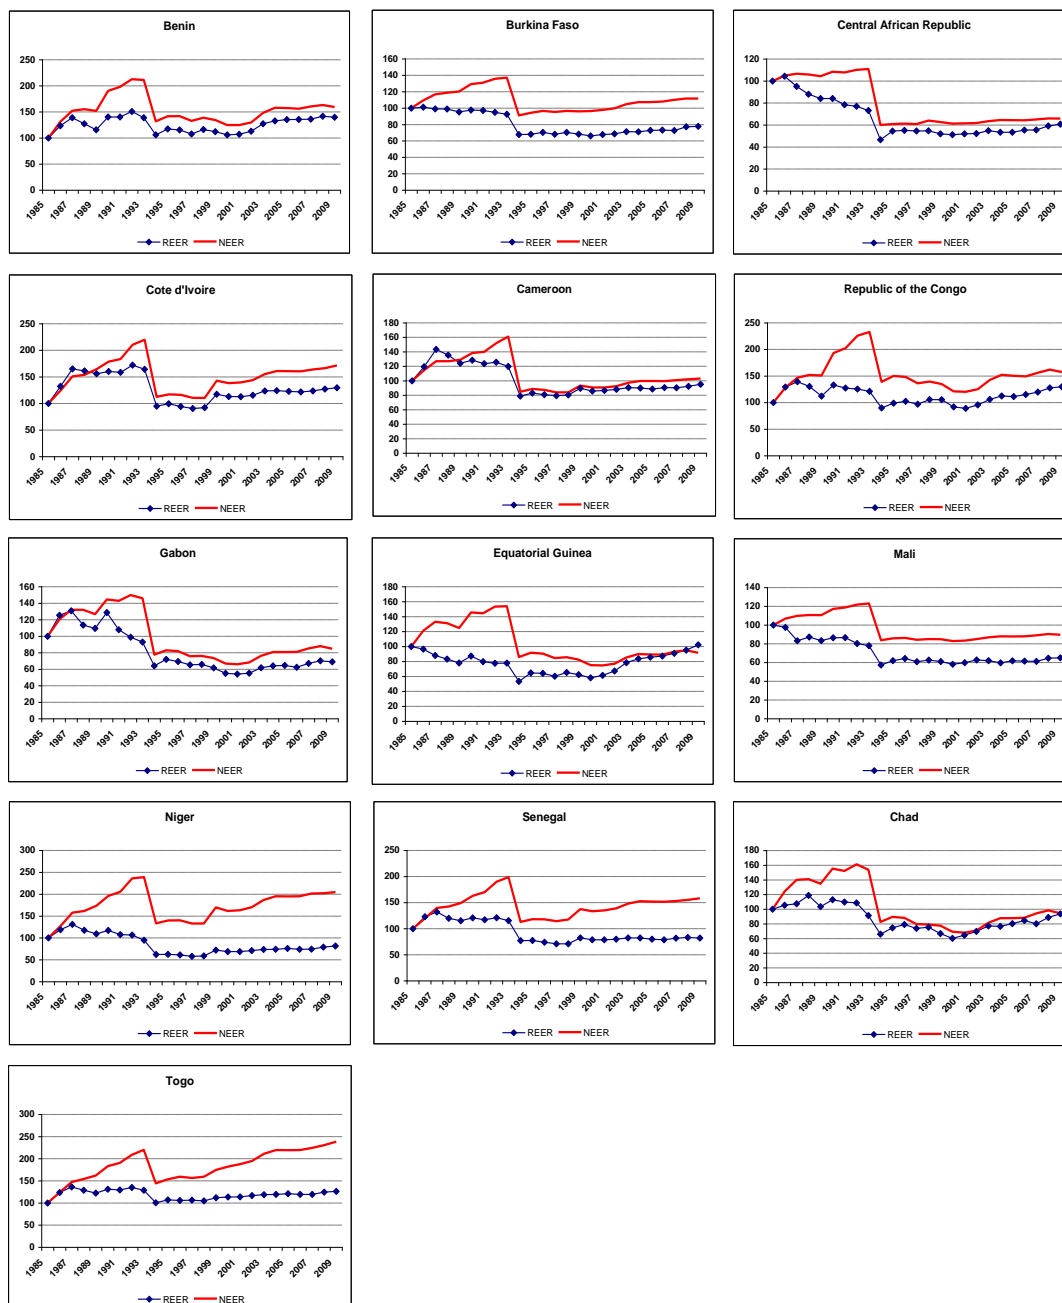 Benin
250
200
150
100
50
0
1985 1987 1989 1991 1993 1995 1997 1999 2001 2003 2005 2007 2009
REER NEER
Burkina Faso
160
140
120
100
80
60
40
20
0
1985 1987 1989 1991 1993 1995 1997 1999 2001 2003 2005 2007 2009
REER NEER
Central African Republic
120
100
80
60
40
20
0
1985 1987 1989 1991 1993 1995 1997 1999 2001 2003 2005 2007 2009
REER NEER
Cote d'Ivoire
250
200
150
100
50
0
1985 1987 1989 1991 1993 1995 1997 1999 2001 2003 2005 2007 2009
REER NEER
Cameroon
180
160
140
120
100
80
60
40
20
0
1985 1987 1989 1991 1993 1995 1997 1999 2001 2003 2005 2007 2009
REER NEER
Republic of the Congo
250
200
150
100
50
0
1985 1987 1989 1991 1993 1995 1997 1999 2001 2003 2005 2007 2009
REER NEER
Gabon
160
140
120
100
80
60
40
20
0
1985 1987 1989 1991 1993 1995 1997 1999 2001 2003 2005 2007 2009
REER NEER
Equatorial Guinea
180
160
140
120
100
80
60
40
20
0
1985 1987 1989 1991 1993 1995 1997 1999 2001 2003 2005 2007 2009
REER NEER
Mali
140
120
100
80
60
40
20
0
1985 1987 1989 1991 1993 1995 1997 1999 2001 2003 2005 2007 2009
REER NEER
Niger
300
250
200
150
100
50
0
1985 1987 1989 1991 1993 1995 1997 1999 2001 2003 2005 2007 2009
REER NEER
Senegal
250
200
150
100
50
0
1985 1987 1989 1991 1993 1995 1997 1999 2001 2003 2005 2007 2009
REER NEER
Chad
180
160
140
120
100
80
60
40
20
0
1985 1987 1989 1991 1993 1995 1997 1999 2001 2003 2005 2007 2009
REER NEER
Togo
300
250
200
150
100
50
0
1985 1987 1989 1991 1993 1995 1997 1999 2001 2003 2005 2007 2009
REER NEER